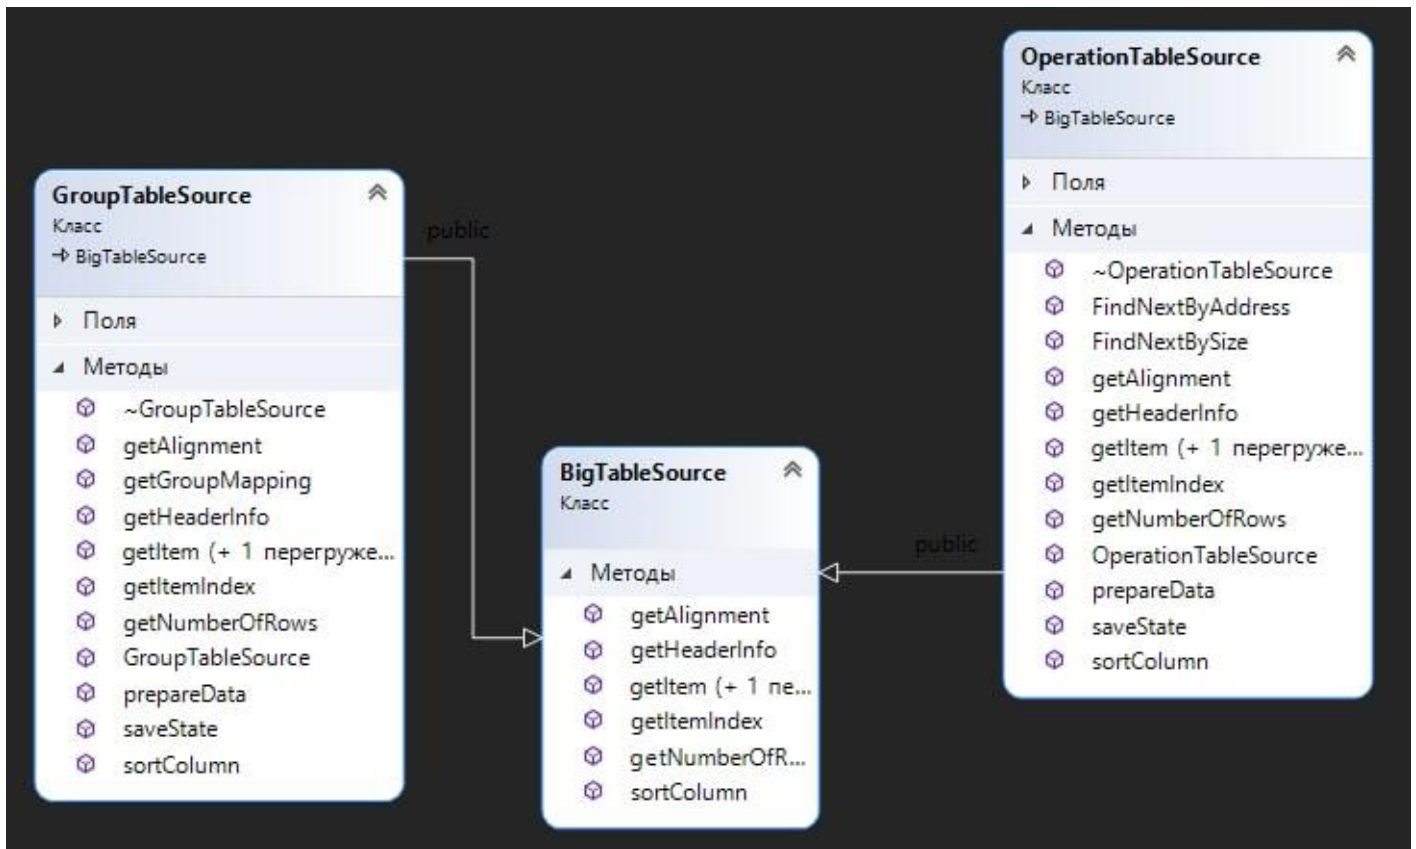 GroupTableSource
Класс
BigTableSource
Поля
Методы
~GroupTableSource
getAlignment
getGroupMapping
getHeaderInfo
getItem (+ 1 перегруже...
getItemIndex
getNumberOfRows
GroupTableSource
prepareData
saveState
sortColumn
public
BigTableSource
Класс
Методы
getAlignment
getHeaderInfo
getItem (+ 1 пе...
getItemIndex
getNumberOfR...
sortColumn
public
OperationTableSource
Класс
BigTableSource
Поля
Методы
~OperationTableSource
FindNextByAddress
FindNextBySize
getAlignment
getHeaderInfo
getItem (+ 1 перегруже...
getItemIndex
getNumberOfRows
OperationTableSource
prepareData
saveState
sortColumn